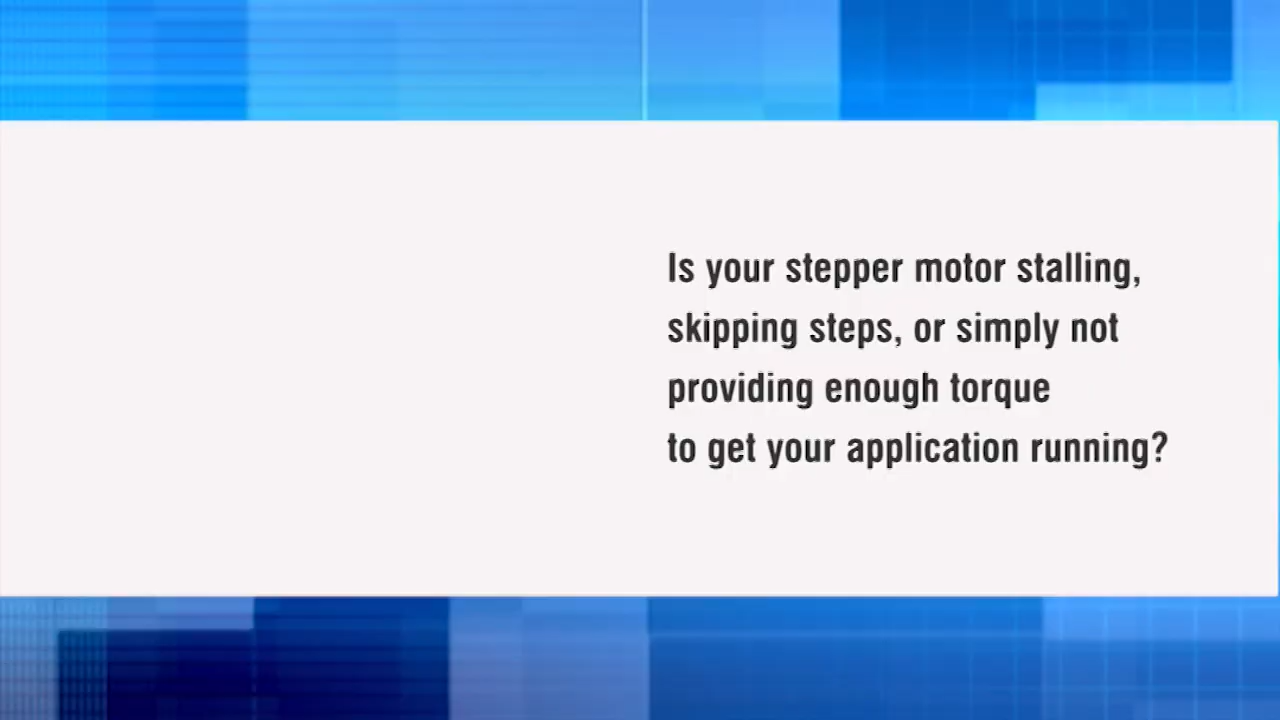 Is your stepper motor stalling,
skipping steps, or simply not
providing enough torque
to get your application running?